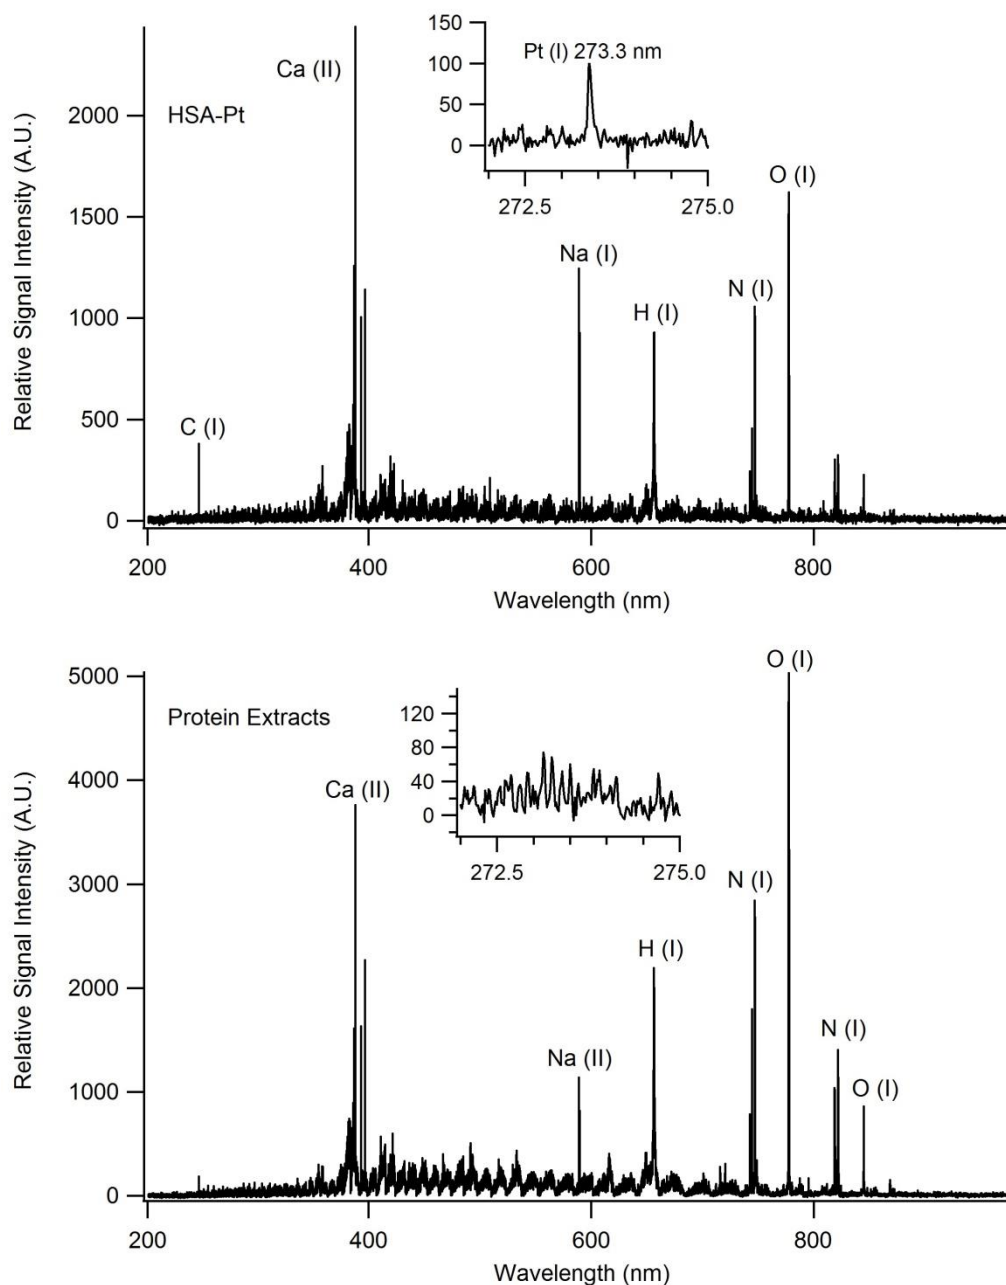 150
Pt (I) 273.3 nm
100
50
0
272.5 275.0
Ca (II)
HSA-Pt
2000
O (I)
1500
Na (I)
H (I)
N (I)
1000
C (I)
500
0
200 400 600 800
Relative Signal Intensity (A.U.)
Wavelength (nm)
5000
O (I)
Protein Extracts
120
80
40
0
272.5 275.0
Ca (II)
4000
3000
N (I)
H (I)
2000
N (I)
Na (II)
O (I)
1000
0
200 400 600 800
Relative Signal Intensity (A.U.)
Wavelength (nm)